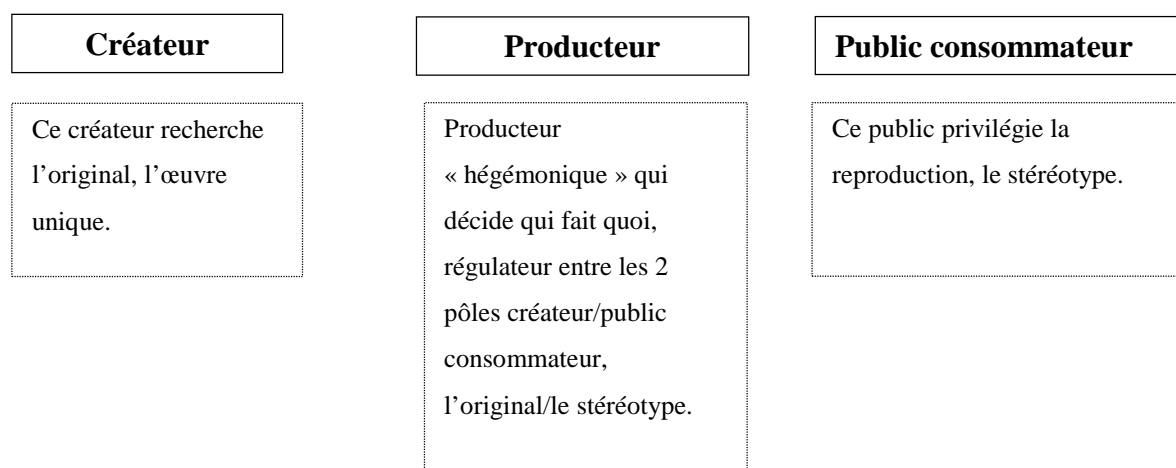 Créateur
Producteur
Public consommateur
Ce créateur recherche
l’original, l’œuvre
unique.
Producteur
« hégémonique » qui
décide qui fait quoi,
régulateur entre les 2
pôles créateur/public
consommateur,
l’original/le stéréotype.
Ce public privilégie la
reproduction, le stéréotype.